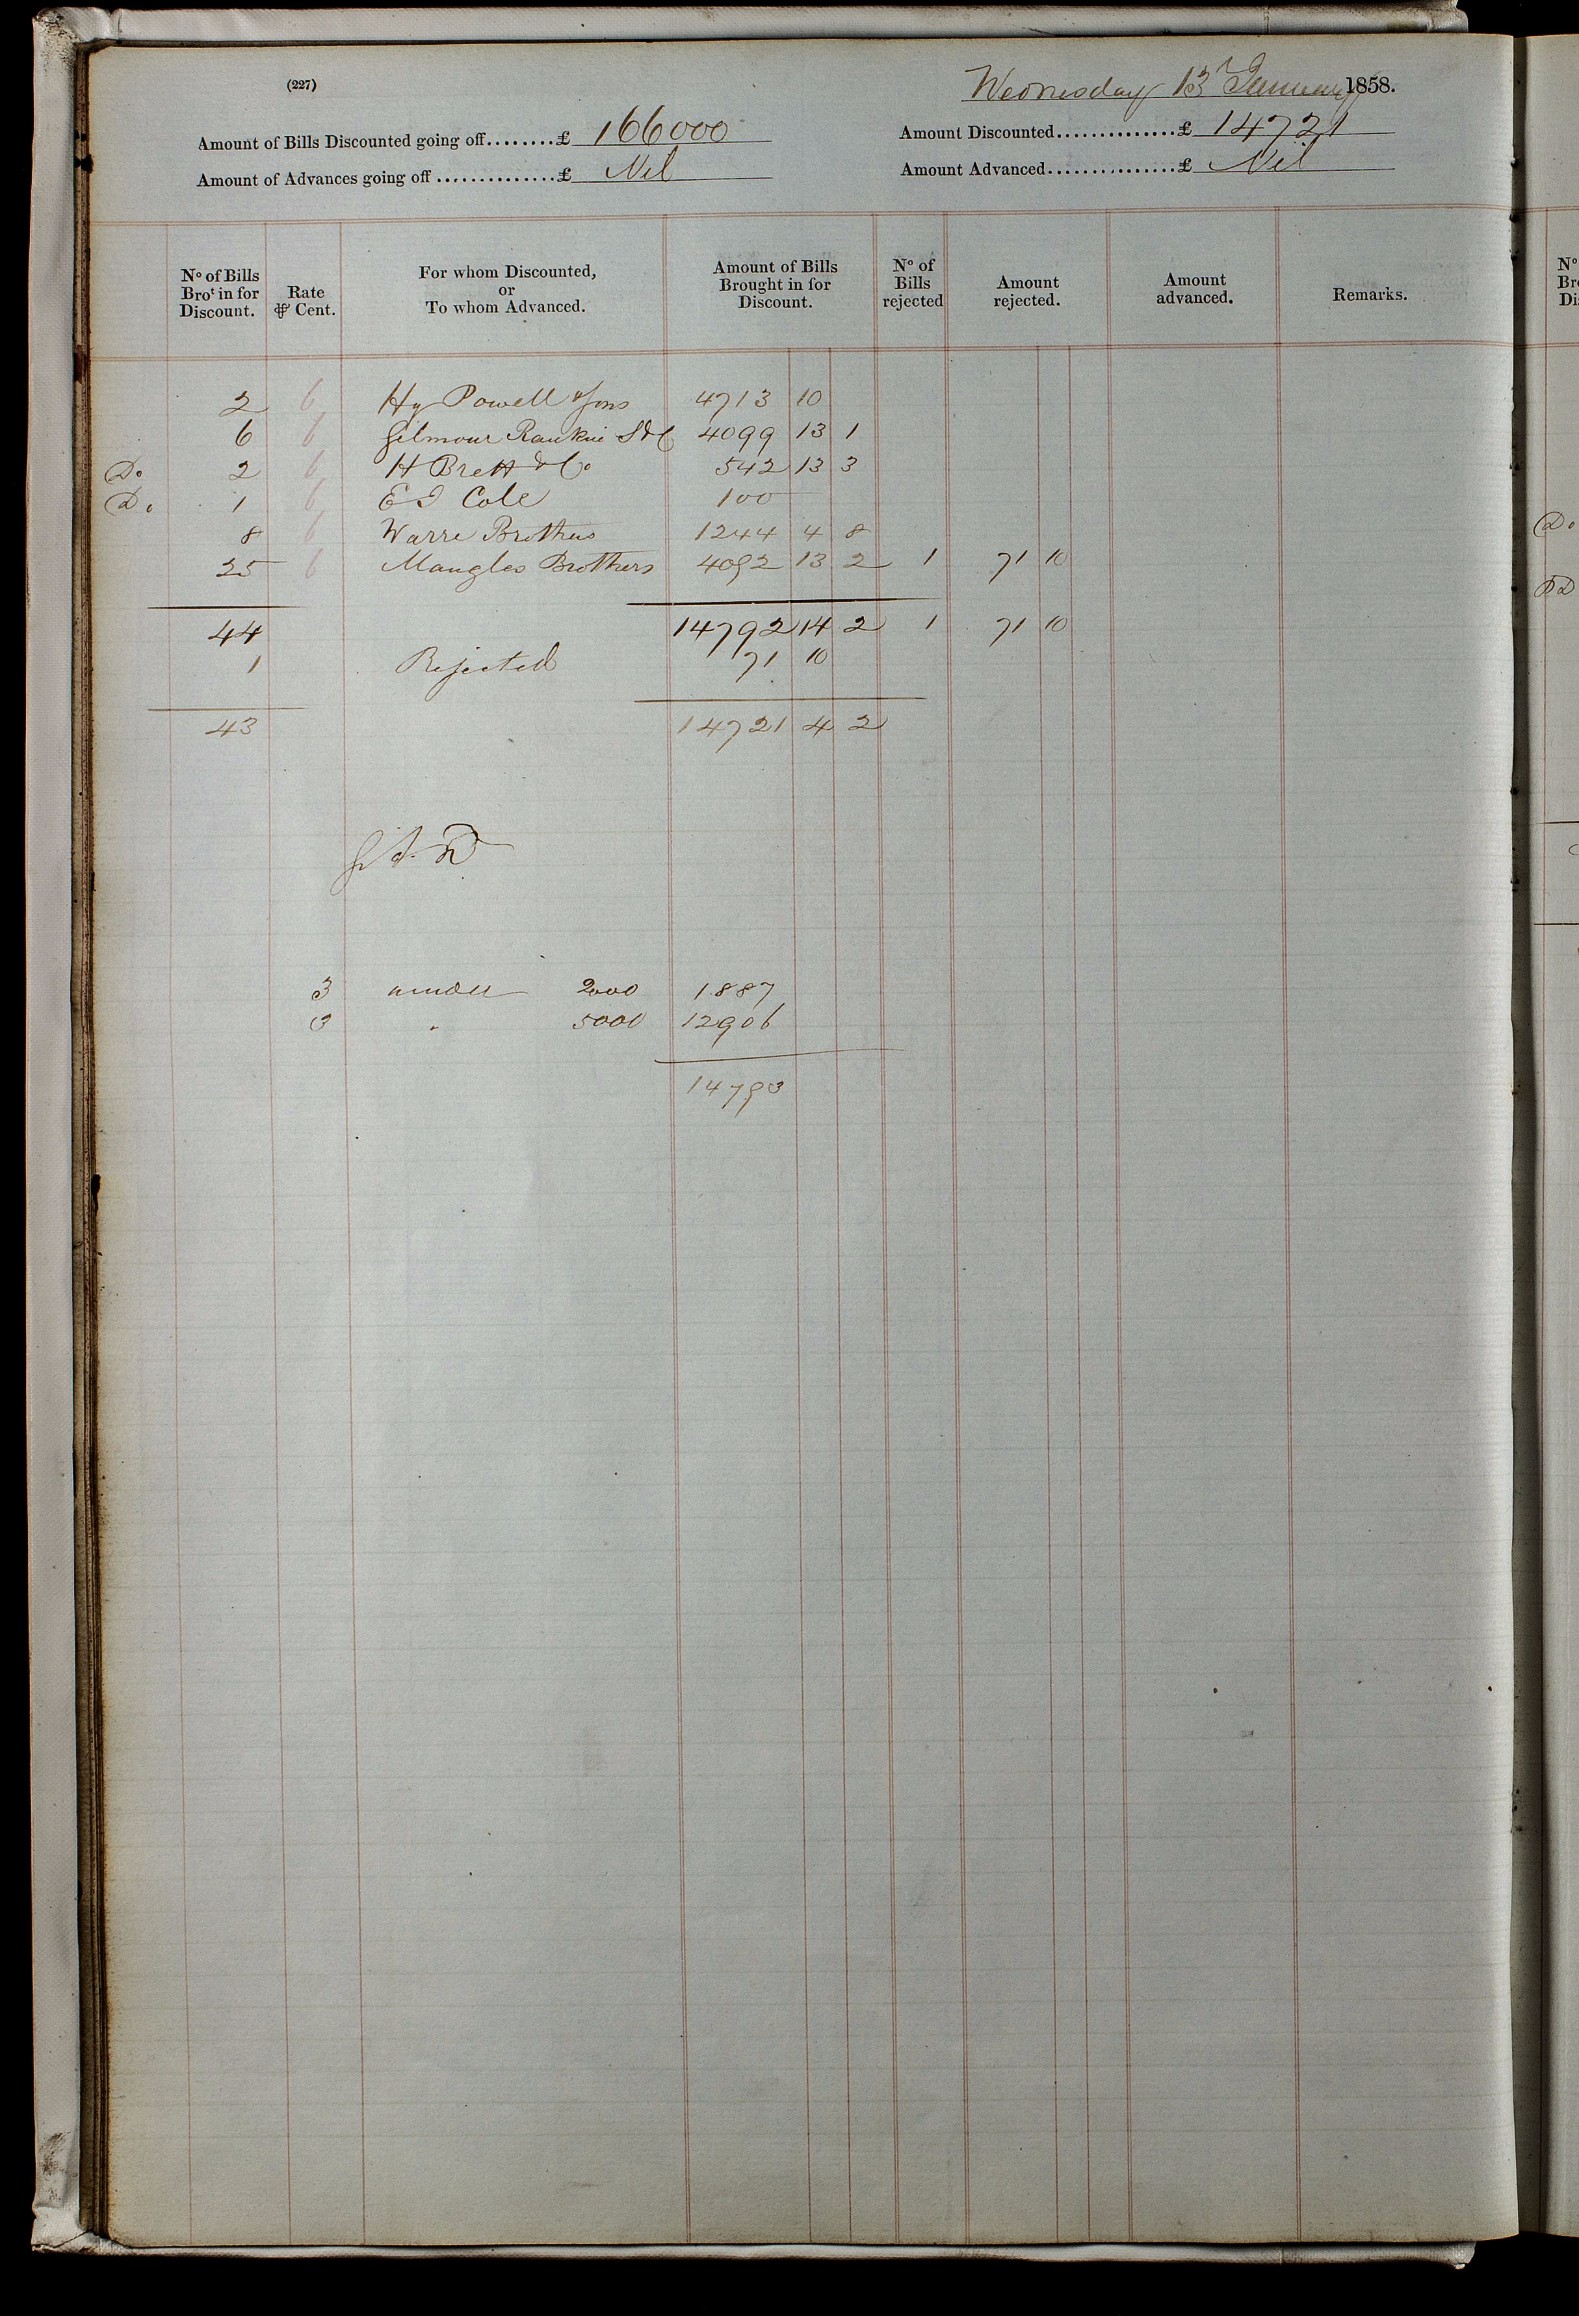 (227)
Wednesday 13th January 1858.
Amount of Bills Discounted going off........£ 166000
Amount Discounted..............£ 14721
Amount of Advances going off..............£ Nil
Amount Advanced...............£ Nil
No of Bills Brot in for Discount. Rate ⅌ Cent. For whom Discounted, or To whom Advanced. Amount of Bills Brought in for Discount. No of Bills rejected Amount rejected. Amount advanced. Remarks.
2 6 Hy Powell & Sons 4713 10
6 6 Gilmour Rankin S & C 4099 13 1
Do 2 6 H Brett & Co 542 13 3
Do 1 6 E I Cole 100
8 6 Warre Brothers 1244 4 8
25 6 Mangles Brothers 4092 13 2 1 71 10
44 14792 14 2 1 71 10
1 Rejected 71 10
43 14721 4 2
3 under 2000 1887
3 " 5000 12906
14793
No
Br
Di
Do